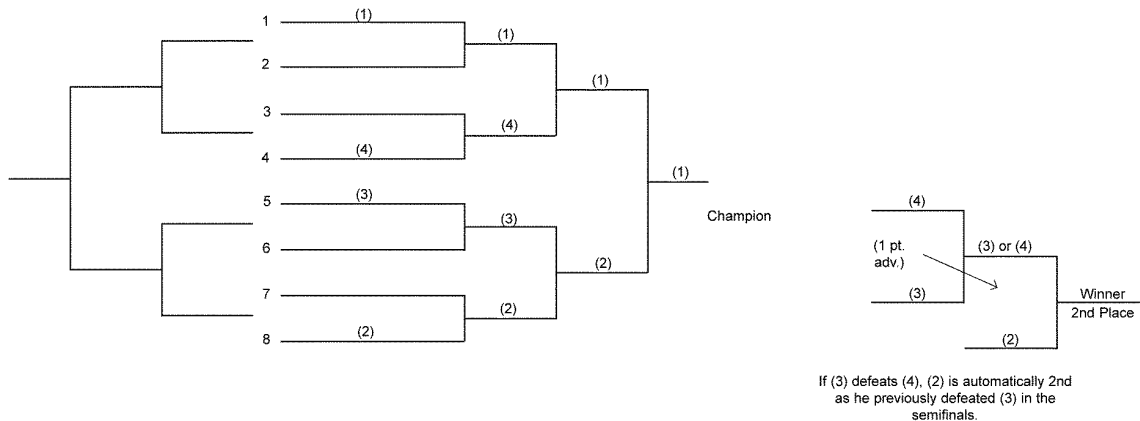 1 (1)
(1)
2
(1)
3
(4)
4 (4)
(1)
Champion
5 (3)
(3)
6
(2)
7
(2)
8 (2)
(4)
(1 pt.
adv.)
(3) or (4)
(3)
Winner
2nd Place
(2)
If (3) defeats (4), (2) is automatically 2nd
as he previously defeated (3) in the
semifinals.